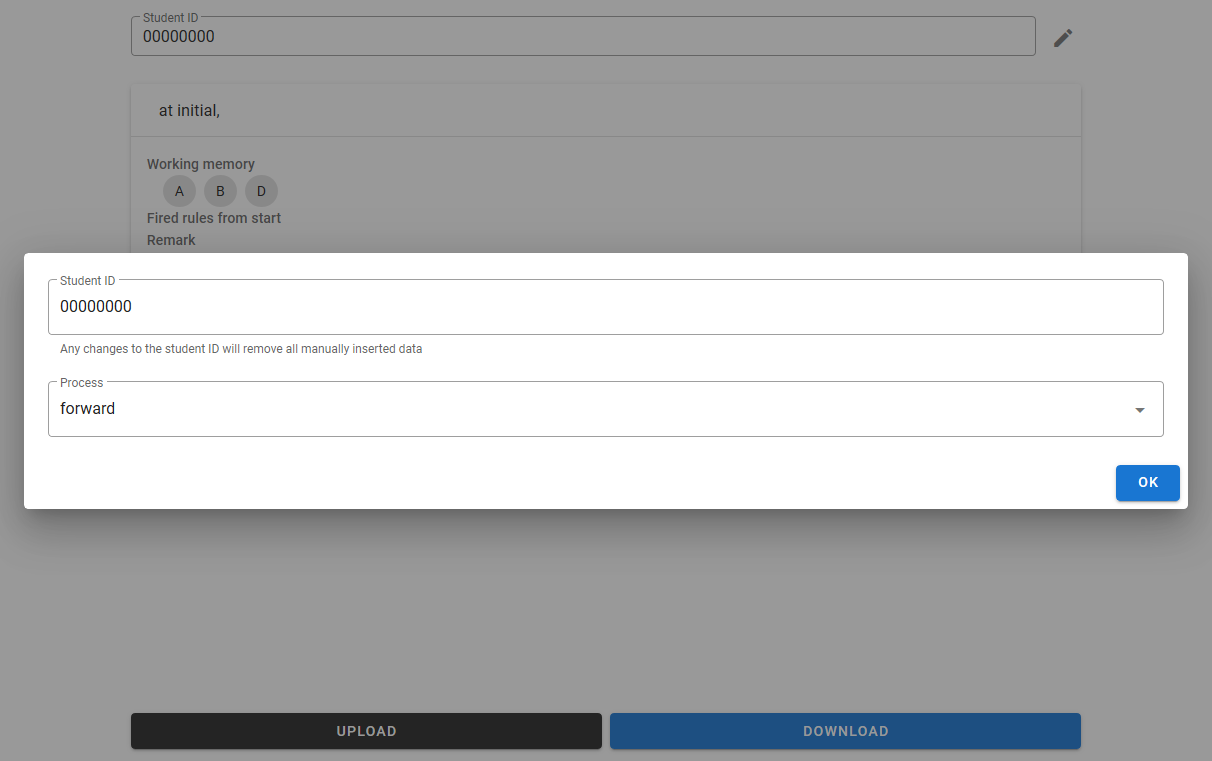 Student ID
00000000
at initial,
Working memory
A B D
Fired rules from start
Remark
Student ID
00000000
Any changes to the student ID will remove all manually inserted data
Process
forward
OK
UPLOAD DOWNLOAD